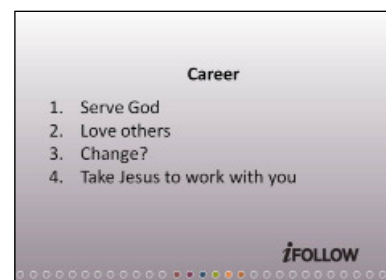 Career
1. Serve God
2. Love others
3. Change?
4. Take Jesus to work with you
iFOLLOW